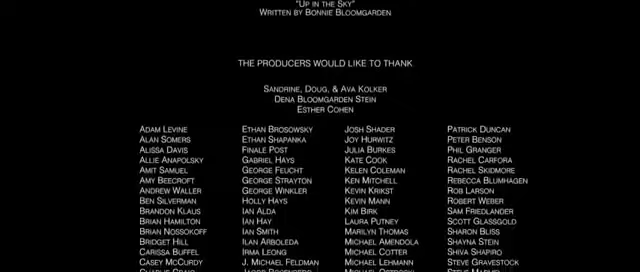 "Up in the Sky"
Written by Bonnie Bloomgarden
THE PRODUCERS WOULD LIKE TO THANK
Sandrine, Doug, & Ava Kolker
Dena Bloomgarden Stein
Esther Cohen
Adam Levine Ethan Brosowsky Josh Shader Patrick Duncan
Alan Somers Ethan Shapanka Joy Hurwitz Peter Benson
Alissa Davis Finale Post Julia Burkes Phil Granger
Allie Anapolsky Gabriel Hays Kate Cook Rachel Carfora
Amit Samuel George Feucht Kelen Coleman Rachel Skidmore
Amy Beecroft George Strayton Ken Mitchell Rebecca Blumhagen
Andrew Waller George Winkler Kevin Krikst Rob Larson
Ben Silverman Holly Hays Kevin Mann Robert Weber
Brandon Klaus Ian Alda Kim Birk Sam Friedlander
Brian Hamilton Ian Hay Laura Putney Scott Glassgold
Brian Nossokoff Ian Smith Marilyn Thomas Sharon Bliss
Bridget Hill Ilan Arboleda Michael Amendola Shayna Stein
Carissa Buffel Irma Leong Michael Cotter Shiva Shapiro
Casey McCurdy J. Michael Feldman Michael Lehmann Steve Gravestock